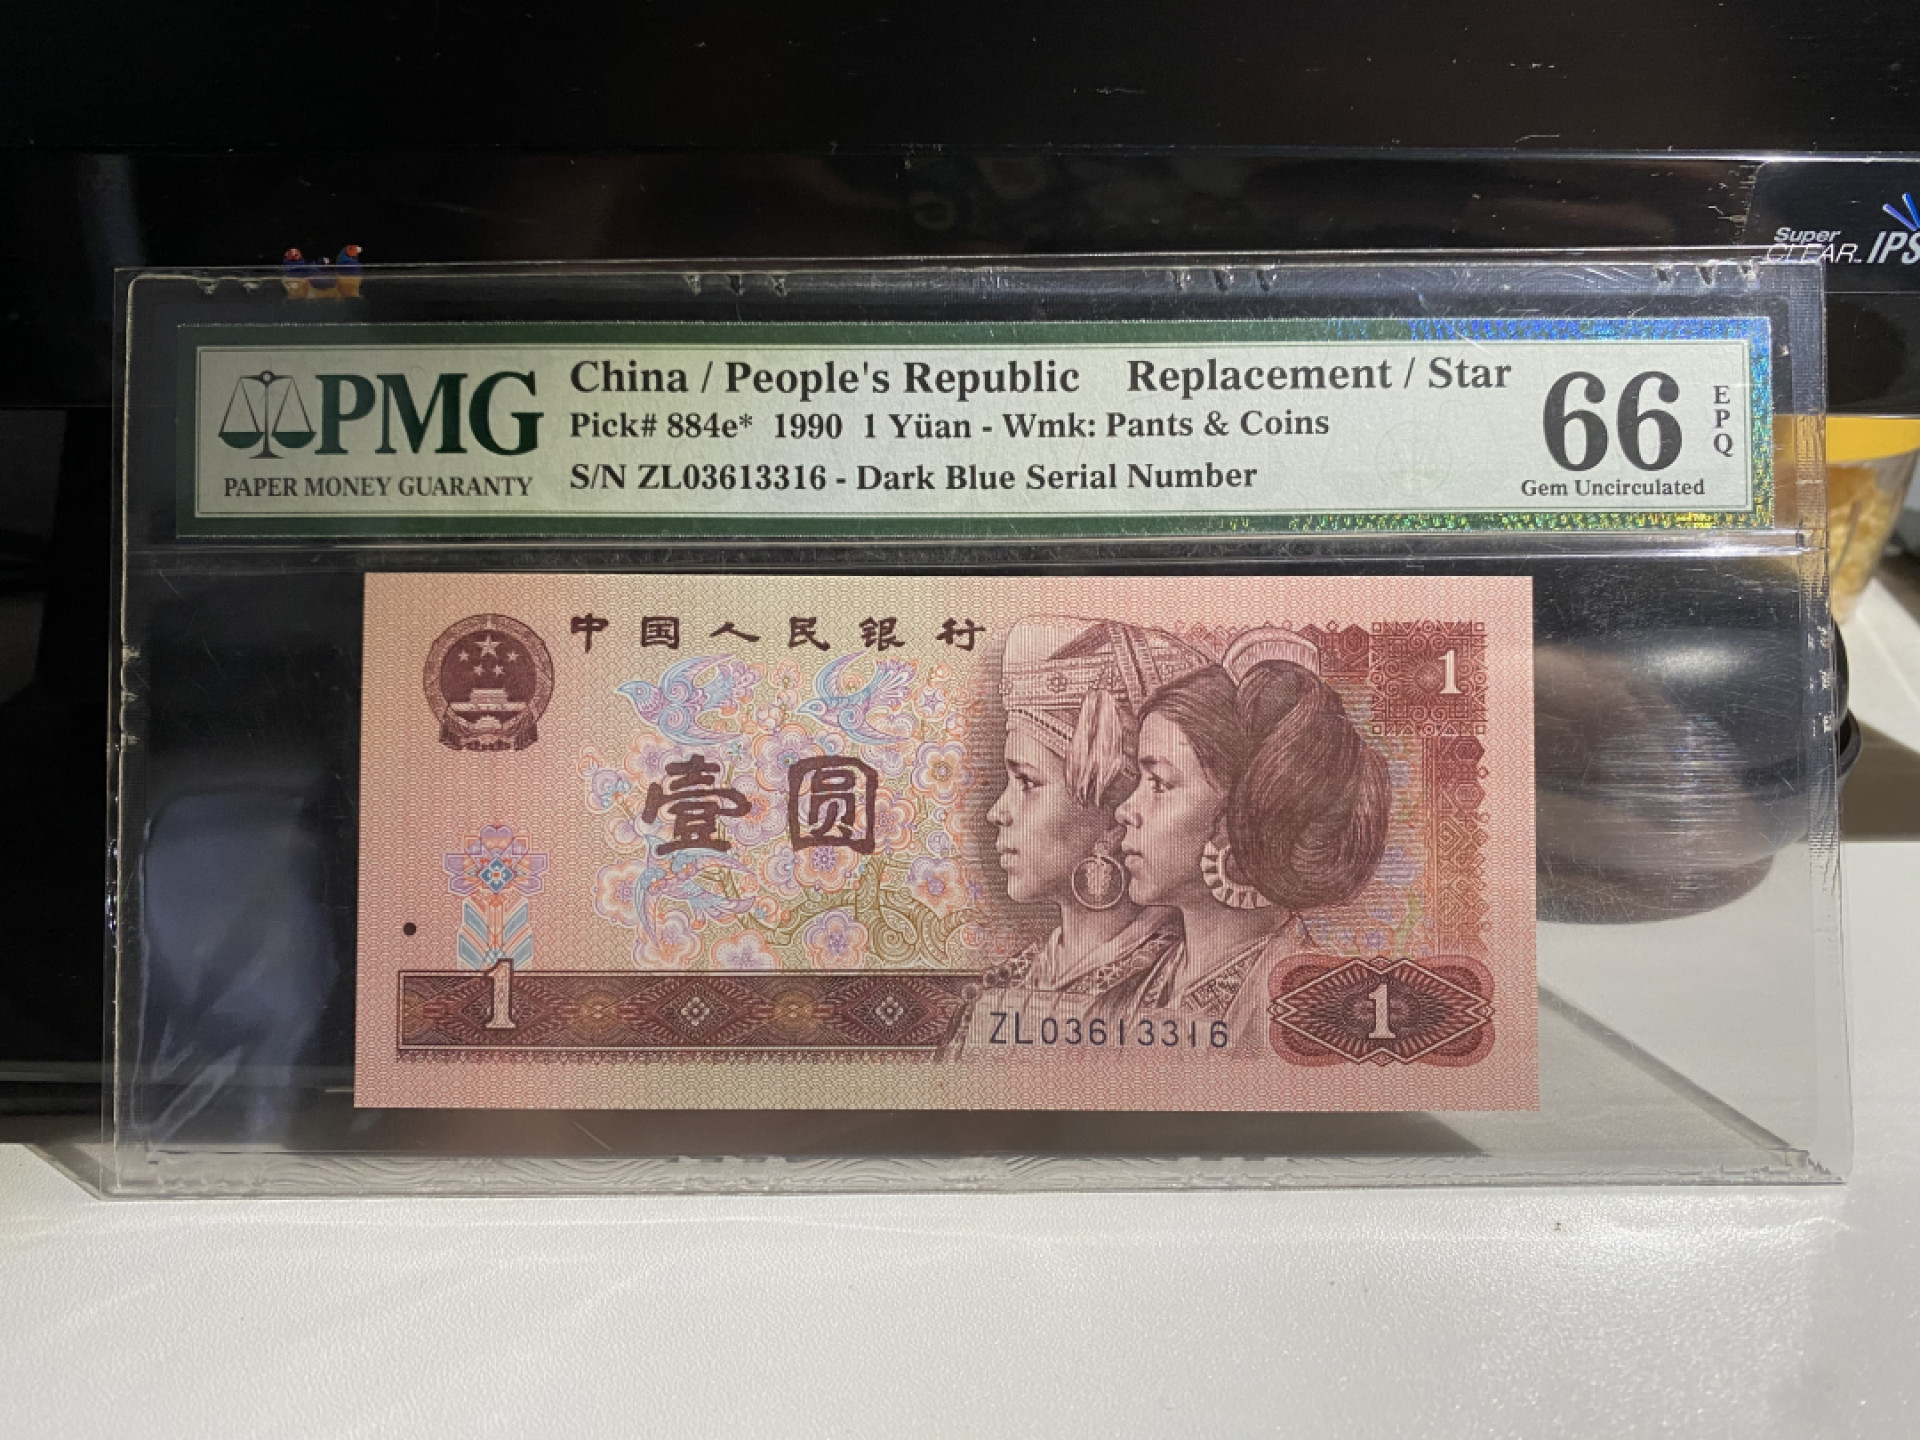 Super
CLEAR IPS
PMG
PAPER MONEY GUARANTY
China / People's Republic Replacement / Star
Pick# 884e* 1990 1 Yüan - Wmk: Pants & Coins
S/N ZL03613316 - Dark Blue Serial Number
66
EPQ
Gem Uncirculated
中国人民银行
1
壹圆
1
1
ZL03613316